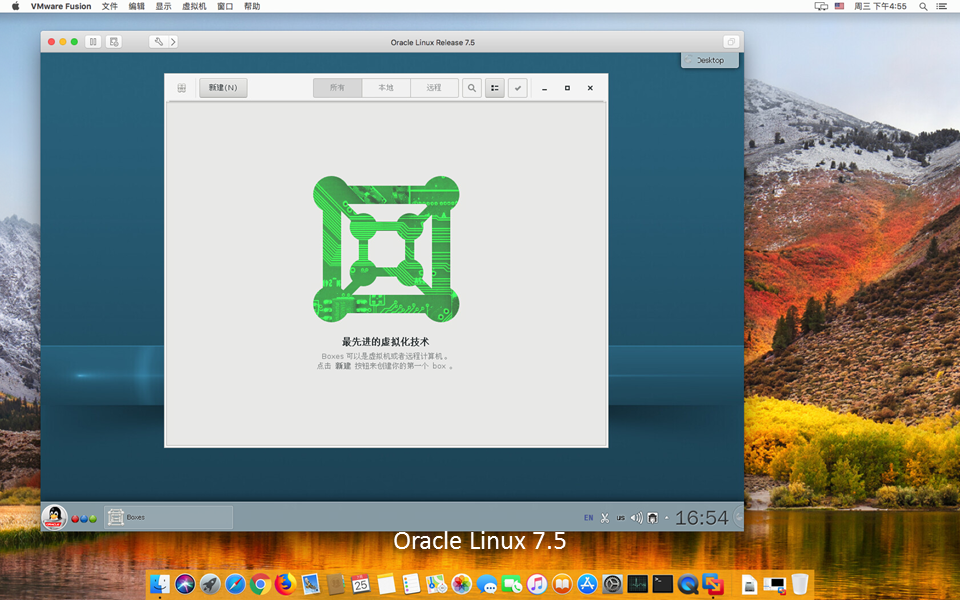 VMware Fusion 文件 编辑 显示 虚拟机 窗口 帮助 周三 下午4:55
Oracle Linux Release 7.5
Desktop
新建(N) 所有 本地 远程
最先进的虚拟化技术
Boxes 可以是虚拟机或者远程计算机。
点击 新建 按钮来创建你的第一个 box 。
Boxes EN us 16:54
Oracle Linux 7.5
25